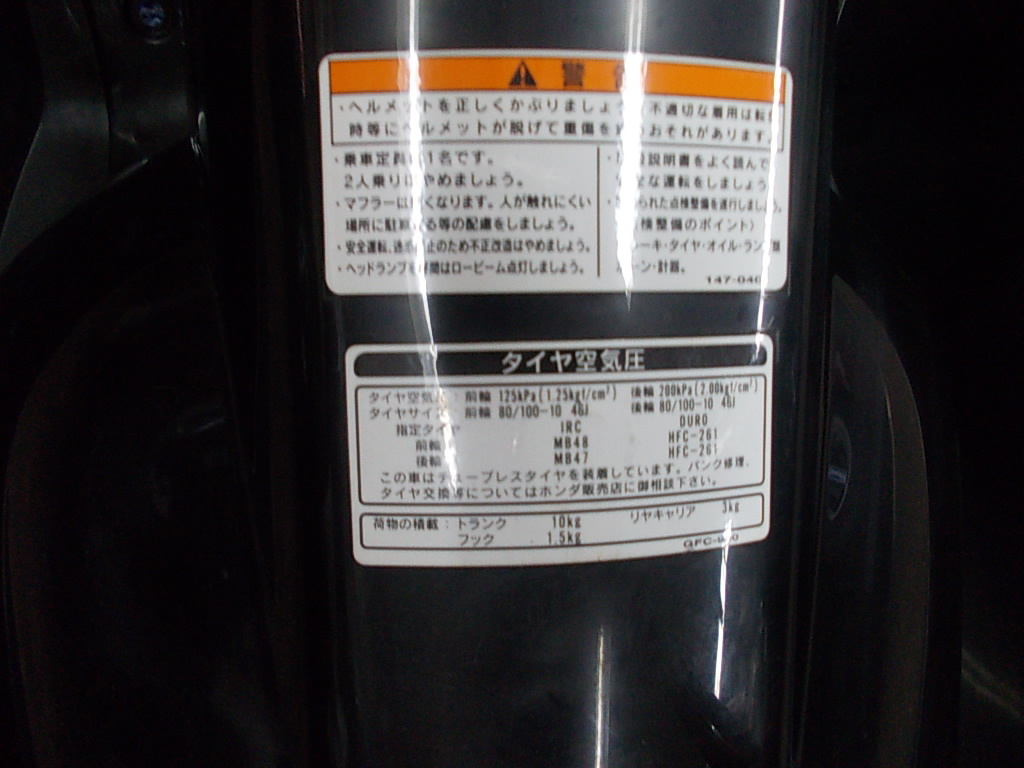 警
・ヘルメットを正しくかぶりましょう 不適切な着用は転
時等にヘルメットが脱げて重傷を おそれがあります。
・乗車定員 1名です。
2人乗り やめましょう。
・マフラー くなります。人が触れにくい
場所に駐 る等の配慮をしましょう。
・安全運転、 止のため不正改造はやめましょう。
・ヘッドランプ 間はロービーム点灯しましょう。
説明書をよく読んで
な運転をしましょう
られた点検整備を進行しましょう。
検整備のポイント)
レーキ・タイヤ・オイル・ラン
ーン・計器。
147-040
タイヤ空気圧
タイヤ空気 : 前輪 125kPa(1.25kgf/cm²) 後輪 200kPa(2.00kgf/cm²)
タイヤサイズ 前輪 80/100-10 46J 後輪 80/100-10 46J
指定タイヤ IRC DURO
前輪 MB48 HFC-261
後輪 MB47 HFC-261
この車はチューブレスタイヤを装着しています。パンク修理、
タイヤ交換等についてはホンダ販売店に御相談下さい。
荷物の積載:トランク 10kg リヤキャリア 3kg
フック 1.5kg
GFC-